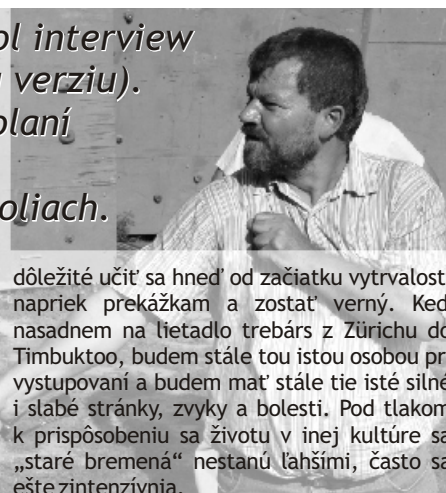 ol interview
verziu).
olaní
oliach.
dôležité učiť sa hneď od začiatku vytrvalosti
napriek prekážkam a zostať verný. Keď
nasadnem na lietadlo trebárs z Zürichu do
Timbuktoo, budem stále tou istou osobou pri
vystupovaní a budem mať stále tie isté silné
i slabé stránky, zvyky a bolesti. Pod tlakom
k prispôsobeniu sa životu v inej kultúre sa
„staré bremená“ nestanú ľahšími, často sa
ešte zintenzívnia.